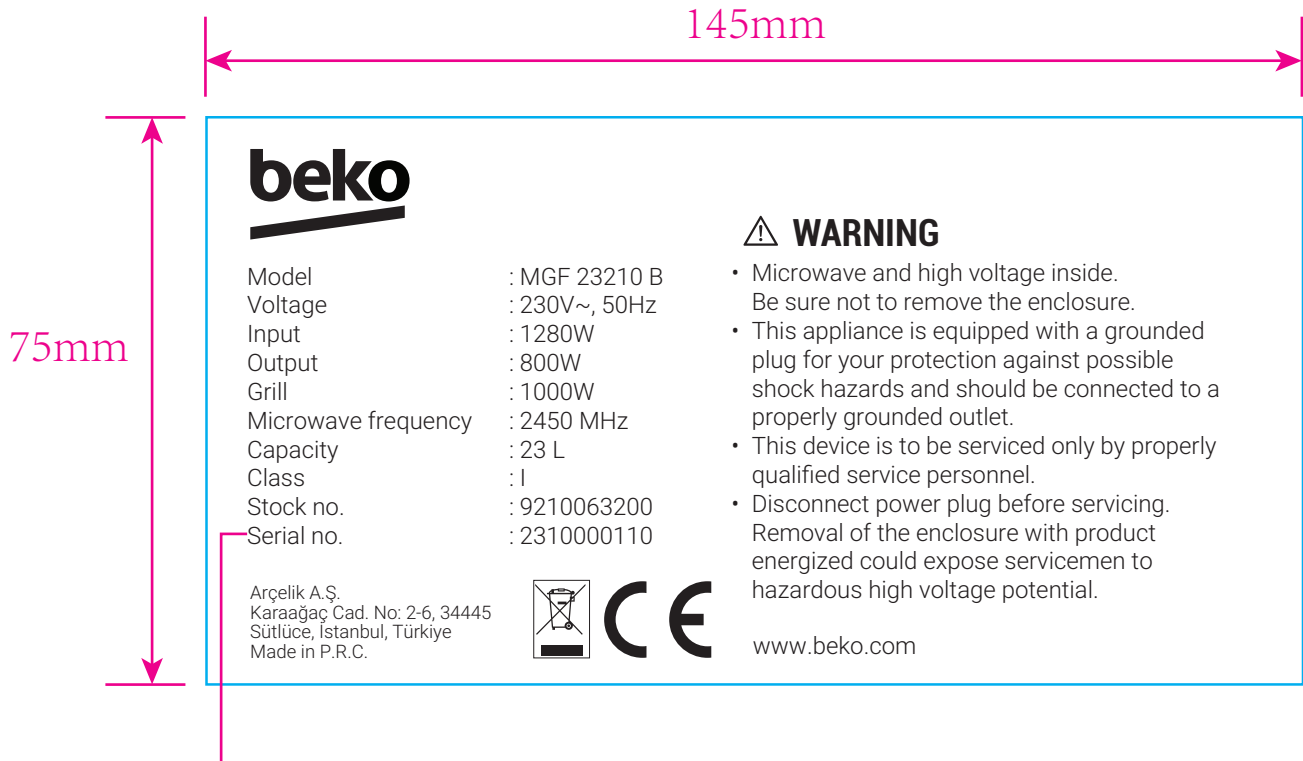 145mm
75mm
beko
Model : MGF 23210 B
Voltage : 230V~, 50Hz
Input : 1280W
Output : 800W
Grill : 1000W
Microwave frequency : 2450 MHz
Capacity : 23 L
Class : I
Stock no. : 9210063200
Serial no. : 2310000110
Arçelik A.Ş.
Karaağaç Cad. No: 2-6, 34445
Sütlüce, İstanbul, Türkiye
Made in P.R.C.
CE
⚠ WARNING
• Microwave and high voltage inside.
Be sure not to remove the enclosure.
• This appliance is equipped with a grounded
plug for your protection against possible
shock hazards and should be connected to a
properly grounded outlet.
• This device is to be serviced only by properly
qualified service personnel.
• Disconnect power plug before servicing.
Removal of the enclosure with product
energized could expose servicemen to
hazardous high voltage potential.
www.beko.com